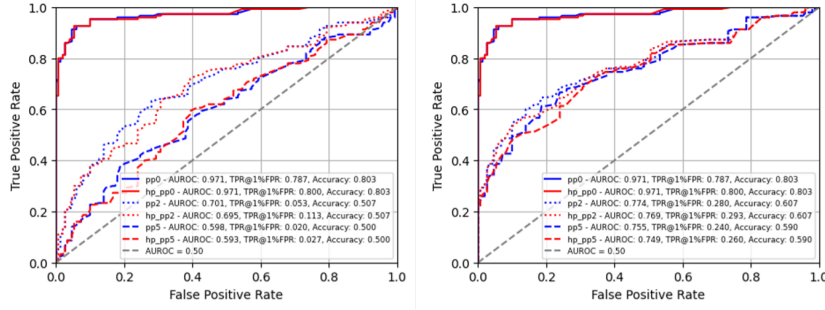 True Positive Rate
1.0
0.8
0.6
0.4
0.2
0.0
pp0 - AUROC: 0.971, TPR@1%FPR: 0.787, Accuracy: 0.803
hp_pp0 - AUROC: 0.971, TPR@1%FPR: 0.800, Accuracy: 0.803
pp2 - AUROC: 0.701, TPR@1%FPR: 0.053, Accuracy: 0.507
hp_pp2 - AUROC: 0.695, TPR@1%FPR: 0.113, Accuracy: 0.507
pp5 - AUROC: 0.598, TPR@1%FPR: 0.020, Accuracy: 0.500
hp_pp5 - AUROC: 0.593, TPR@1%FPR: 0.027, Accuracy: 0.500
AUROC = 0.50
0.0 0.2 0.4 0.6 0.8 1.0
False Positive Rate
True Positive Rate
1.0
0.8
0.6
0.4
0.2
0.0
pp0 - AUROC: 0.971, TPR@1%FPR: 0.787, Accuracy: 0.803
hp_pp0 - AUROC: 0.971, TPR@1%FPR: 0.800, Accuracy: 0.803
pp2 - AUROC: 0.774, TPR@1%FPR: 0.280, Accuracy: 0.607
hp_pp2 - AUROC: 0.769, TPR@1%FPR: 0.293, Accuracy: 0.607
pp5 - AUROC: 0.755, TPR@1%FPR: 0.240, Accuracy: 0.590
hp_pp5 - AUROC: 0.749, TPR@1%FPR: 0.260, Accuracy: 0.590
AUROC = 0.50
0.0 0.2 0.4 0.6 0.8 1.0
False Positive Rate